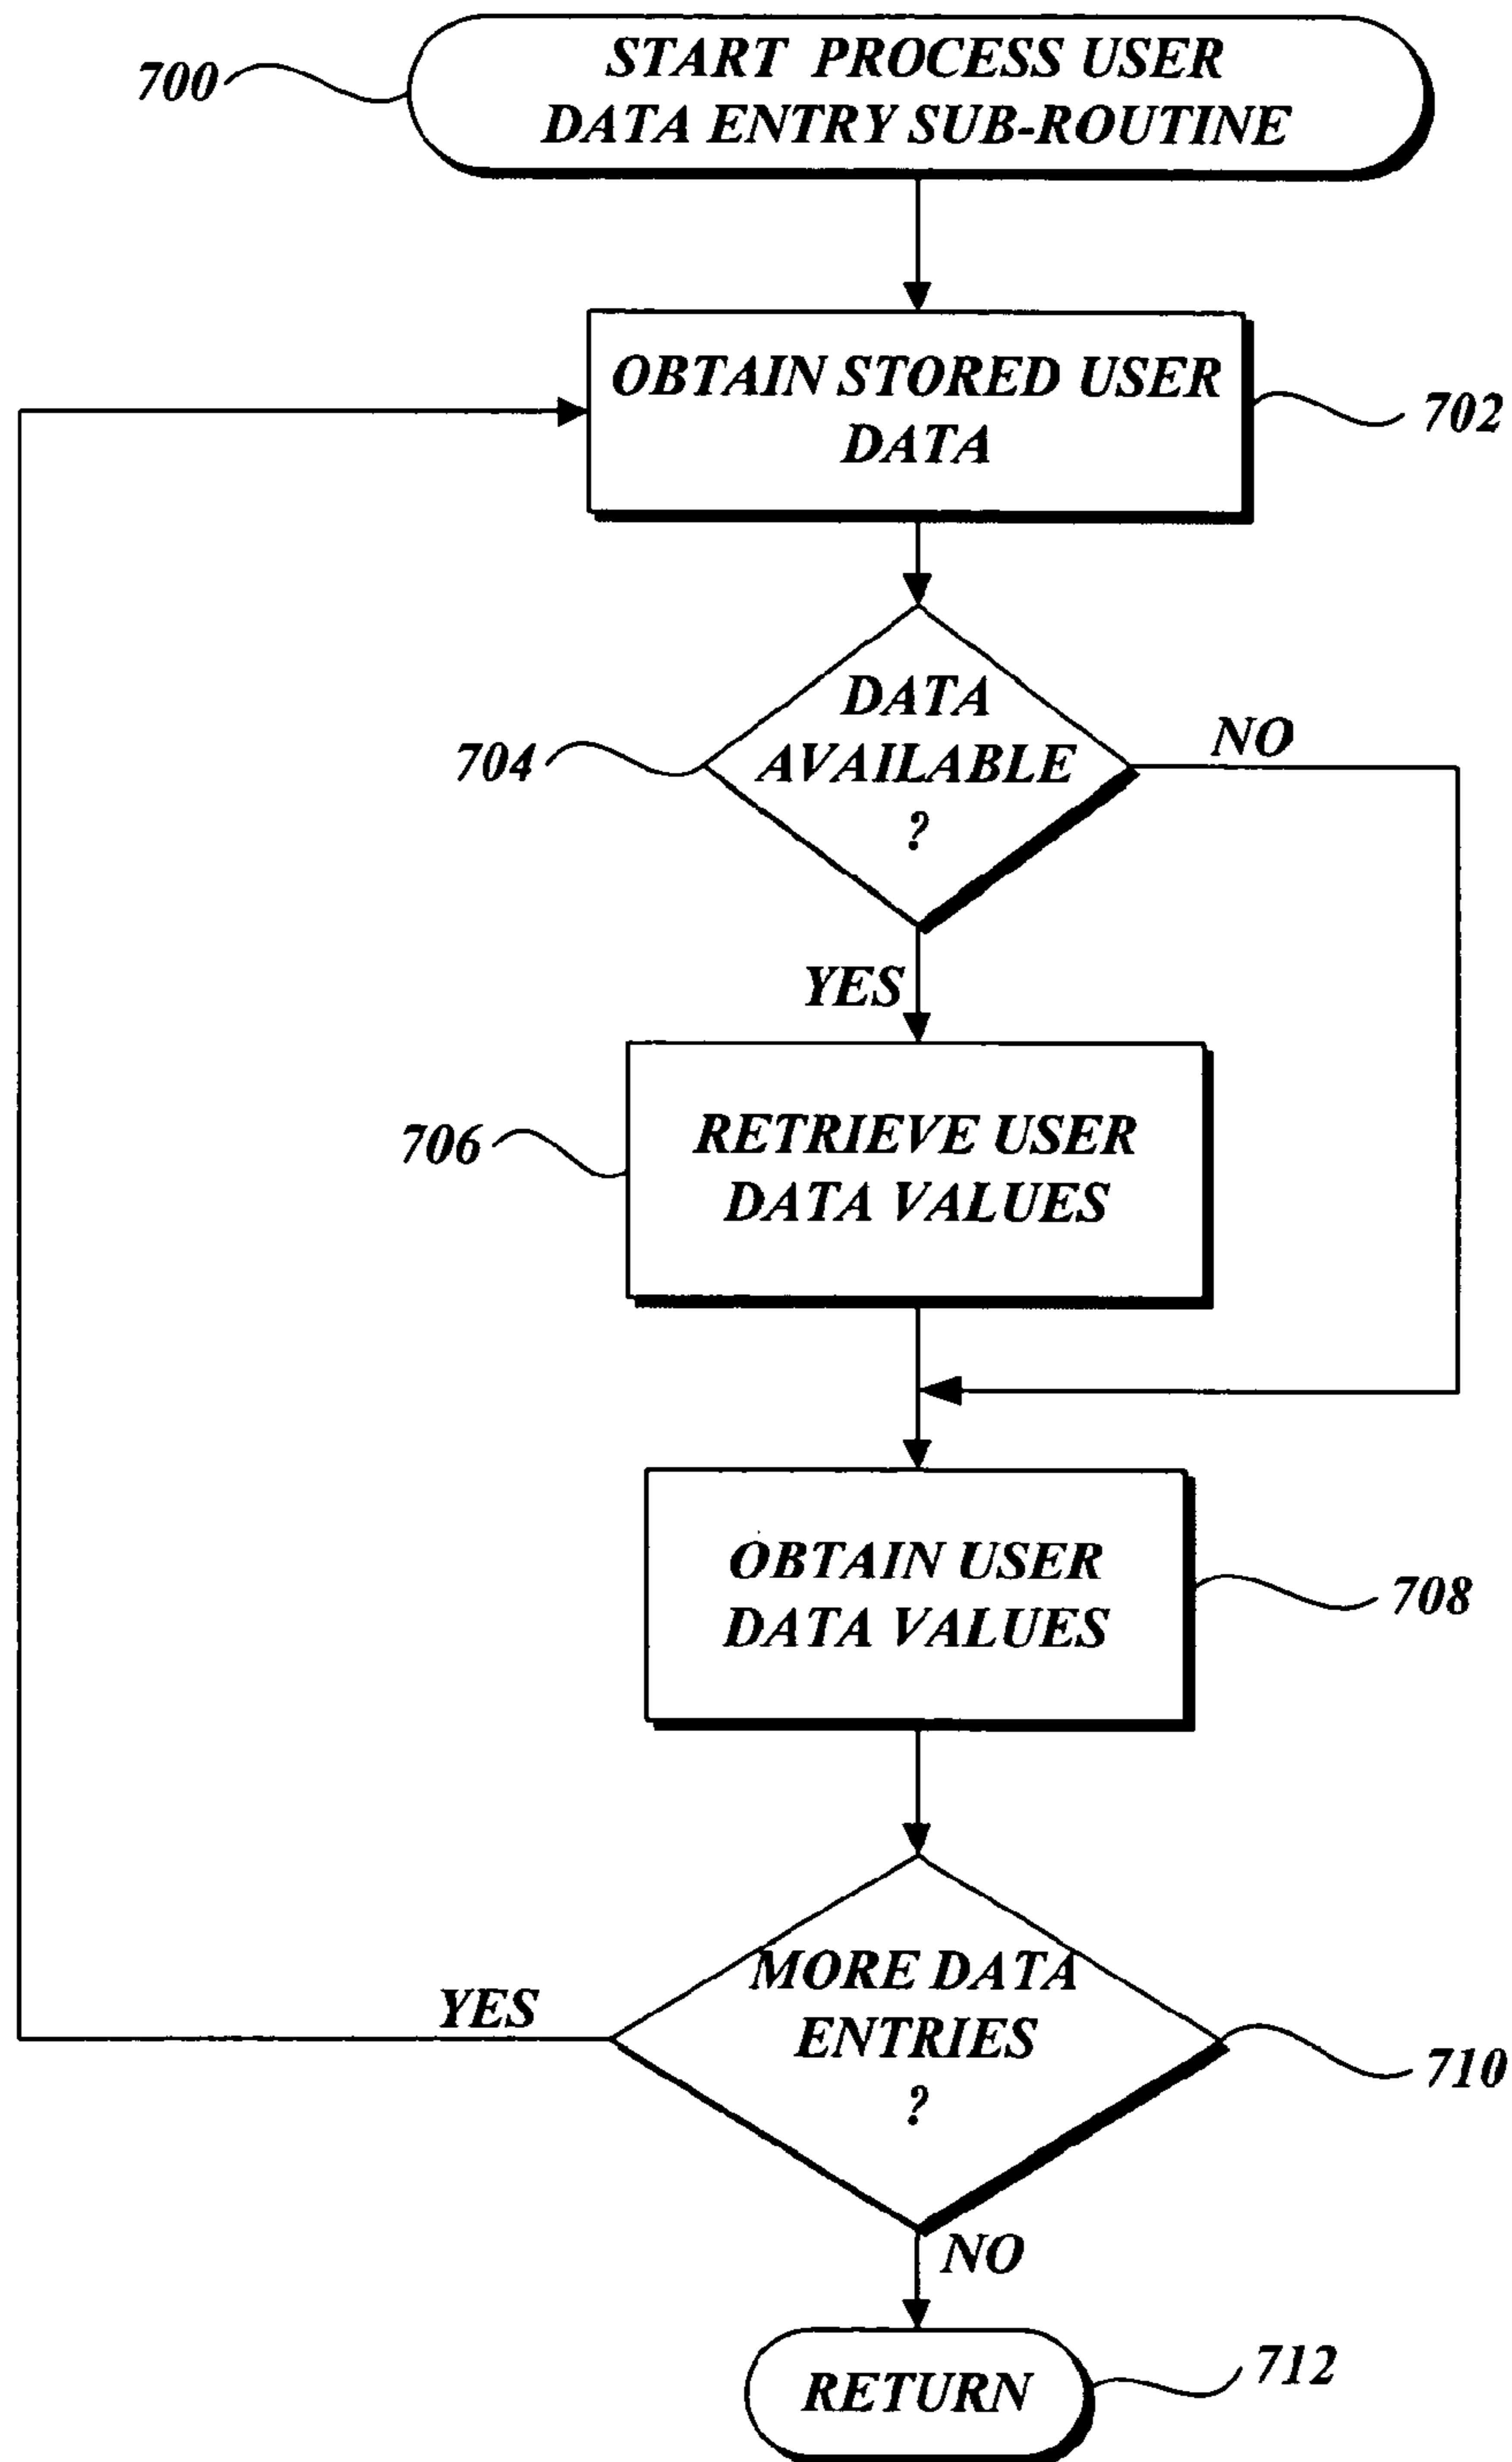 700
START PROCESS USER
DATA ENTRY SUB-ROUTINE
OBTAIN STORED USER
DATA
702
DATA
AVAILABLE
?
704
NO
YES
706
RETRIEVE USER
DATA VALUES
OBTAIN USER
DATA VALUES
708
MORE DATA
ENTRIES
?
YES
710
NO
RETURN
712